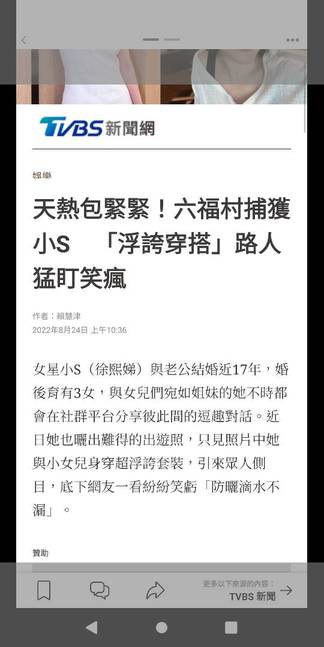 TVBS 新聞網
娛樂
天熱包緊緊！六福村捕獲
小S 「浮誇穿搭」路人
猛盯笑瘋
作者：賴慧津
2022年8月24日 上午10:36
女星小S（徐熙娣）與老公結婚近17年，婚
後育有3女，與女兒們宛如姐妹的她不時都
會在社群平台分享彼此間的逗趣對話。近
日她也曬出難得的出遊照，只見照片中她
與小女兒身穿超浮誇套裝，引來眾人側
目，底下網友一看紛紛笑虧「防曬滴水不
漏」。
贊助
更多以下來源的內容：
TVBS 新聞